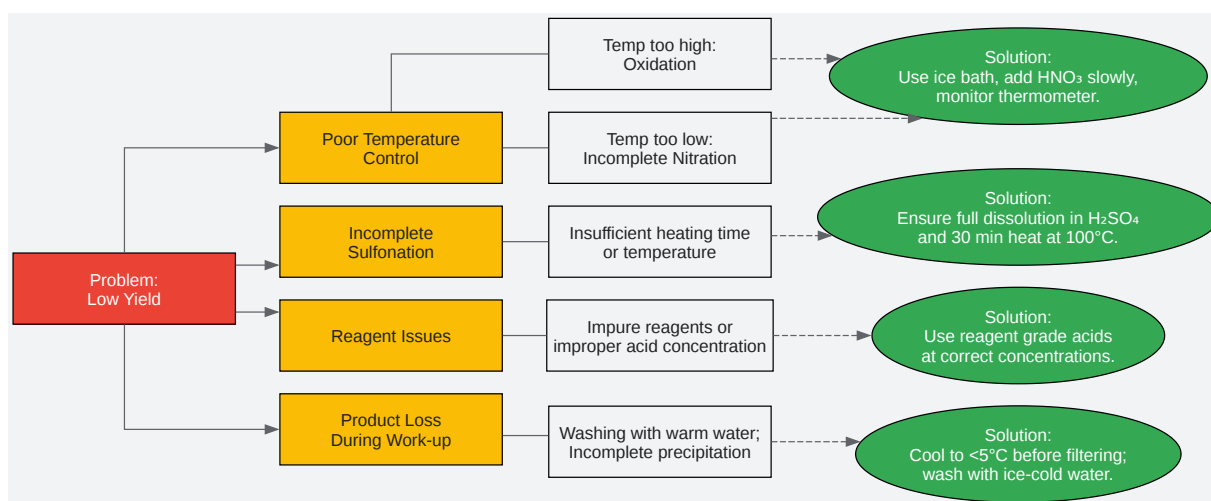 Temp too high:
Oxidation
Solution:
Use ice bath, add HNO₃ slowly,
monitor thermometer.
Poor Temperature
Control
Temp too low:
Incomplete Nitration
Incomplete
Sulfonation
Insufficient heating time
or temperature
Solution:
Ensure full dissolution in H₂SO₄
and 30 min heat at 100°C.
Problem:
Low Yield
Reagent Issues
Impure reagents or
improper acid concentration
Solution:
Use reagent grade acids
at correct concentrations.
Product Loss
During Work-up
Washing with warm water;
Incomplete precipitation
Solution:
Cool to <5°C before filtering;
wash with ice-cold water.